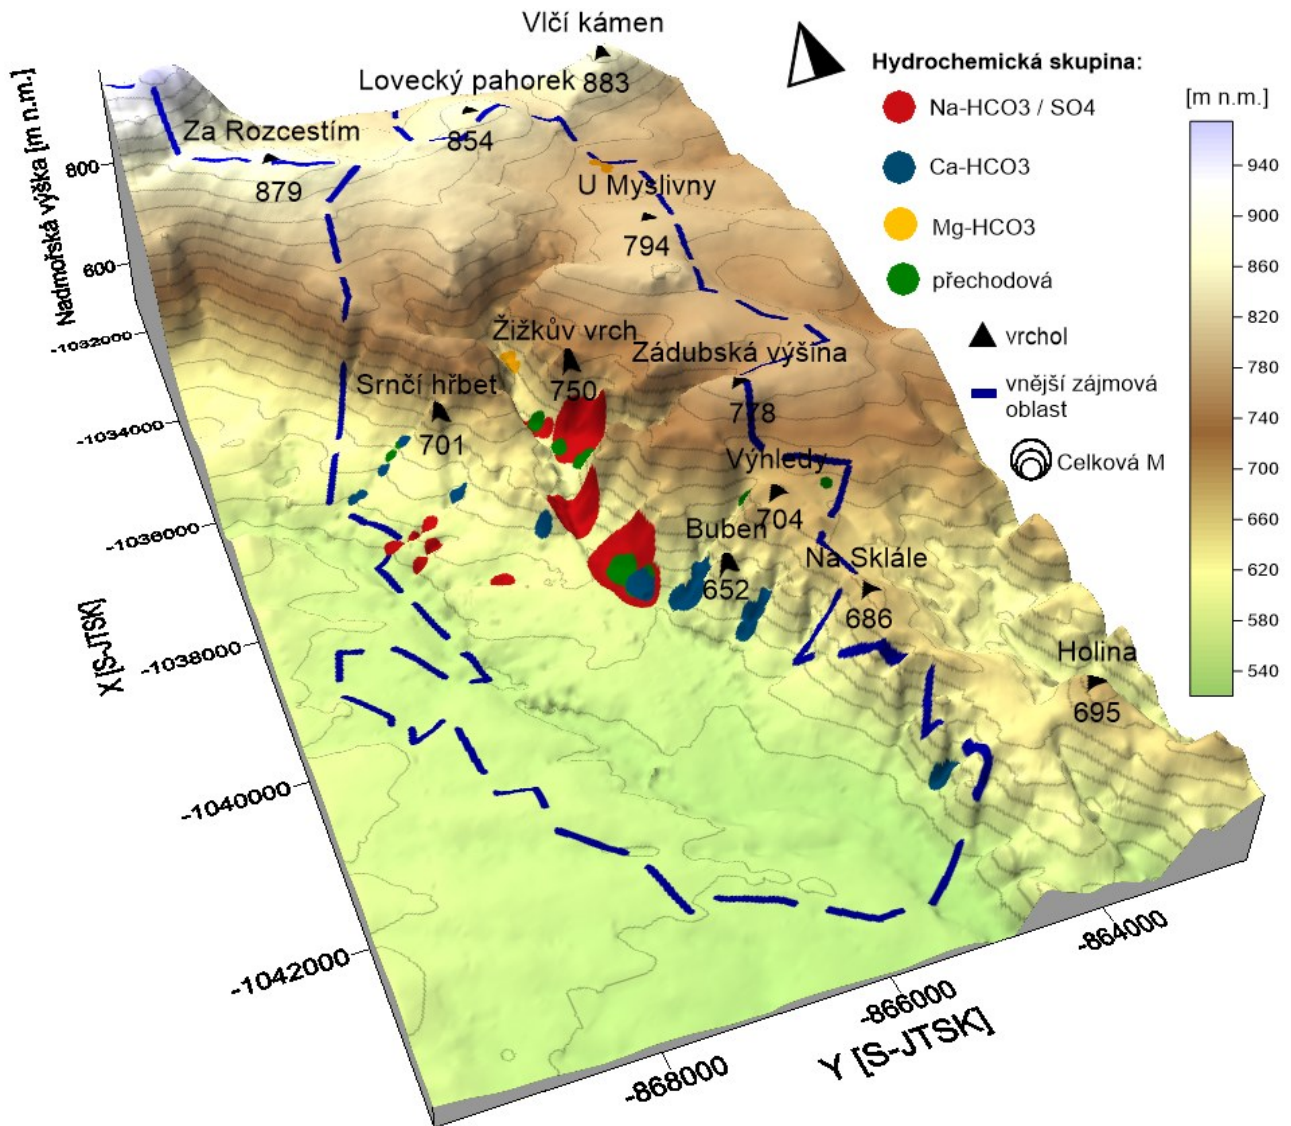 Vlčí kámen
883
Lovecký pahorek
854
Za Rozcestím
879
U Myslivny
794
Žižkův vrch
750
Zádubská výšina
778
Srnčí hřbet
701
Výhledy
704
Buben
652
Na Sklále
686
Holina
695
Hydrochemická skupina:
Na-HCO3 / SO4
Ca-HCO3
Mg-HCO3
přechodová
vrchol
vnější zájmová
oblast
Celková M
[m n.m.]
940
900
860
820
780
740
700
660
620
580
540
Nadmořská výška [m n.m.]
800
600
-1032000
-1034000
-1036000
-1038000
-1040000
-1042000
X [S-JTSK]
-868000
-866000
-864000
Y [S-JTSK]